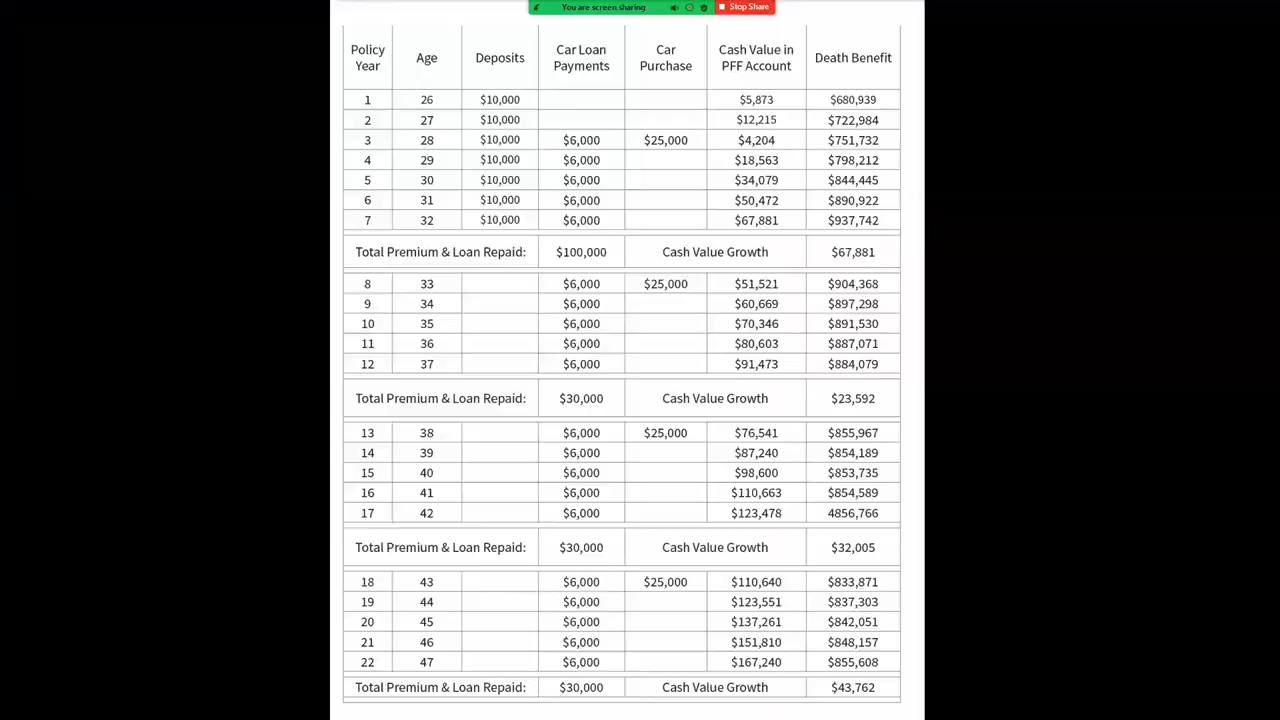 You are screen sharing Stop Share
Policy Year Age Deposits Car Loan Payments Car Purchase Cash Value in PFF Account Death Benefit
1 26 $10,000 $5,873 $680,939
2 27 $10,000 $12,215 $722,984
3 28 $10,000 $6,000 $25,000 $4,204 $751,732
4 29 $10,000 $6,000 $18,563 $798,212
5 30 $10,000 $6,000 $34,079 $844,445
6 31 $10,000 $6,000 $50,472 $890,922
7 32 $10,000 $6,000 $67,881 $937,742
Total Premium & Loan Repaid: $100,000 Cash Value Growth $67,881
8 33 $6,000 $25,000 $51,521 $904,368
9 34 $6,000 $60,669 $897,298
10 35 $6,000 $70,346 $891,530
11 36 $6,000 $80,603 $887,071
12 37 $6,000 $91,473 $884,079
Total Premium & Loan Repaid: $30,000 Cash Value Growth $23,592
13 38 $6,000 $25,000 $76,541 $855,967
14 39 $6,000 $87,240 $854,189
15 40 $6,000 $98,600 $853,735
16 41 $6,000 $110,663 $854,589
17 42 $6,000 $123,478 4856,766
Total Premium & Loan Repaid: $30,000 Cash Value Growth $32,005
18 43 $6,000 $25,000 $110,640 $833,871
19 44 $6,000 $123,551 $837,303
20 45 $6,000 $137,261 $842,051
21 46 $6,000 $151,810 $848,157
22 47 $6,000 $167,240 $855,608
Total Premium & Loan Repaid: $30,000 Cash Value Growth $43,762